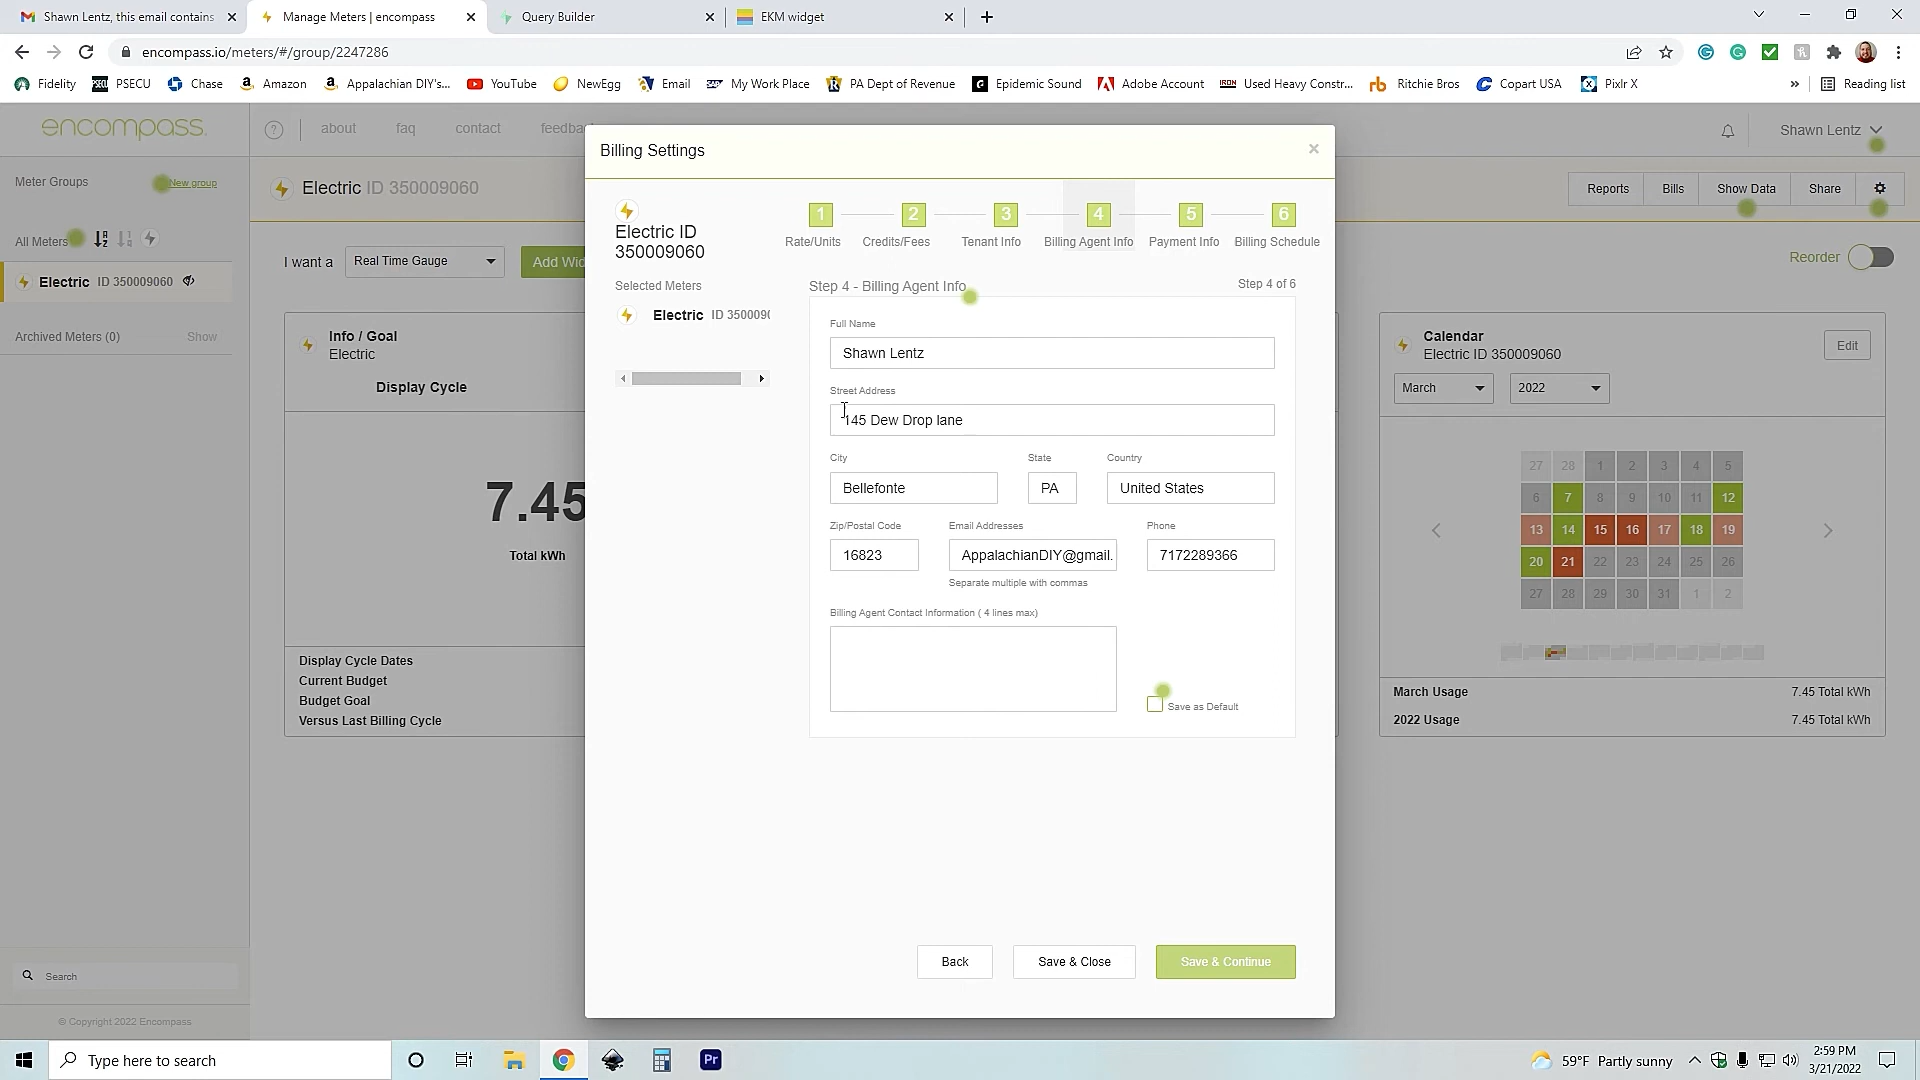 Shawn Lentz, this email contains
Manage Meters | encompass
Query Builder
EKM widget
encompass.io/meters/#/group/2247286
Fidelity
PSECU
Chase
Amazon
Appalachian DIY's...
YouTube
NewEgg
Email
My Work Place
PA Dept of Revenue
Epidemic Sound
Adobe Account
Used Heavy Constr...
Ritchie Bros
Copart USA
Pixlr X
»
Reading list
encompass.
?
about
faq
contact
Shawn Lentz
Meter Groups
New group
Electric ID 350009060
Reports
Bills
Show Data
Share
All Meters
Electric ID 350009060
Archived Meters (0)
Show
I want a
Real Time Gauge
Reorder
Info / Goal
Electric
Display Cycle
7.45
Total kWh
Display Cycle Dates
Current Budget
Budget Goal
Versus Last Billing Cycle
Billing Settings
×
Electric ID
350009060
Selected Meters
Electric
1
2
3
4
5
6
Rate/Units
Credits/Fees
Tenant Info
Billing Agent Info
Payment Info
Billing Schedule
Step 4 - Billing Agent Info
Step 4 of 6
Full Name
Shawn Lentz
Street Address
145 Dew Drop lane
City
State
Country
Bellefonte
PA
United States
Zip/Postal Code
Email Addresses
Phone
16823
AppalachianDIY@gmail.
7172289366
Separate multiple with commas
Billing Agent Contact Information ( 4 lines max)
Save as Default
Back
Save & Close
Save & Continue
Calendar
Electric ID 350009060
Edit
March
2022
27 28 1 2 3 4 5
6 7 8 9 10 11 12
13 14 15 16 17 18 19
20 21 22 23 24 25 26
27 28 29 30 31 1 2
March Usage
7.45 Total kWh
2022 Usage
7.45 Total kWh
Search
© Copyright 2022 Encompass
Type here to search
Pr
59°F Partly sunny
2:59 PM
3/21/2022